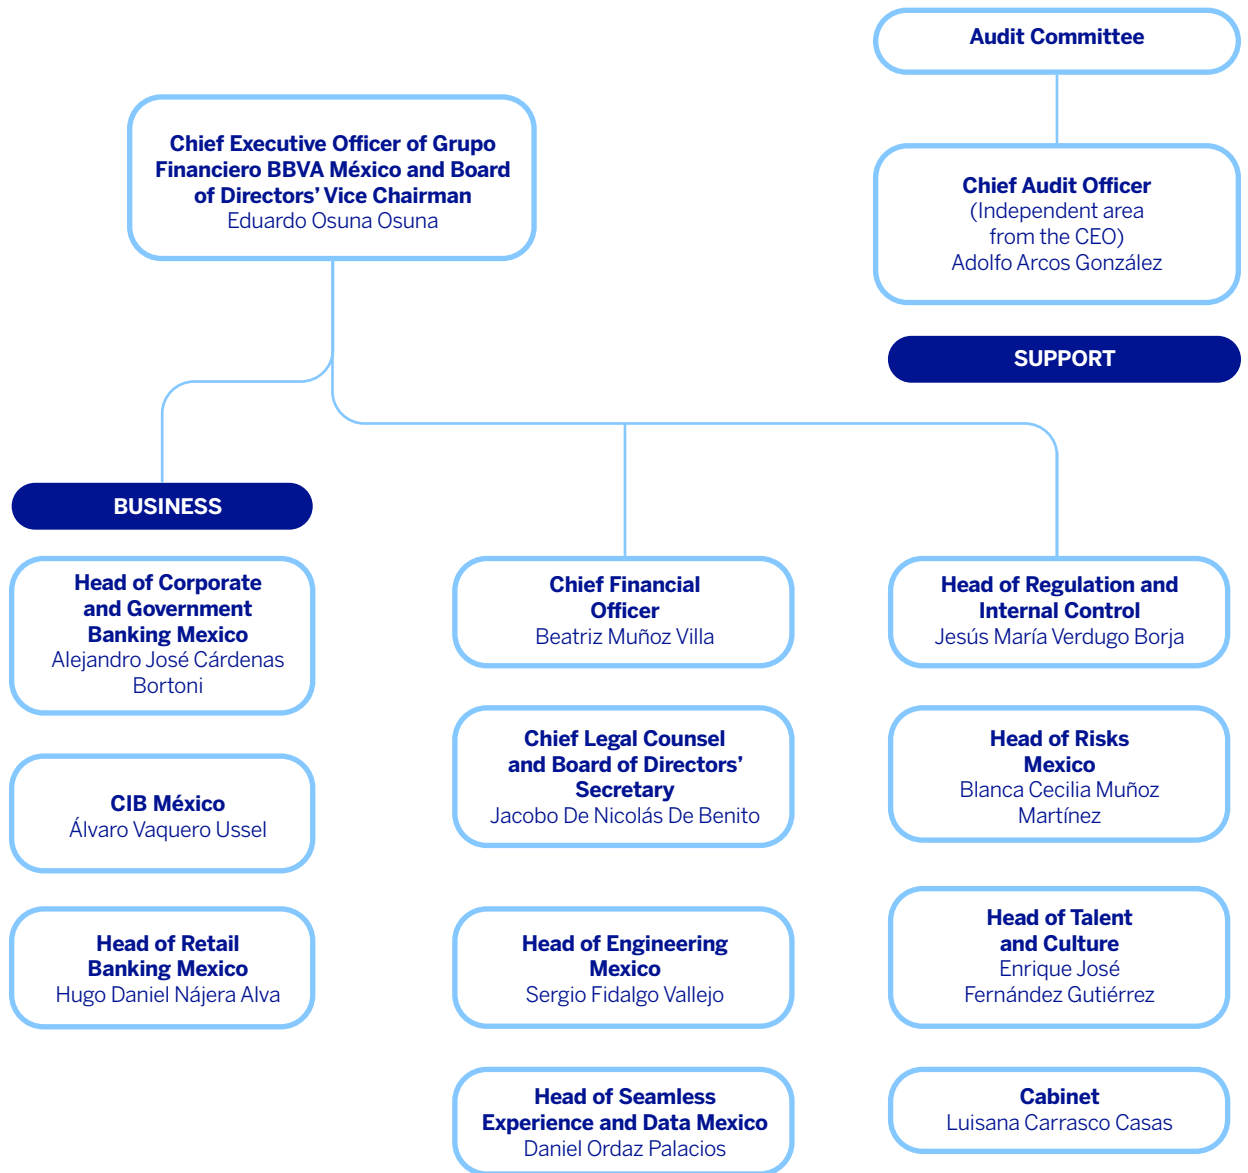 Audit Committee
Chief Executive Officer of Grupo
Financiero BBVA México and Board
of Directors' Vice Chairman
Eduardo Osuna Osuna
Chief Audit Officer
(Independent area
from the CEO)
Adolfo Arcos González
SUPPORT
BUSINESS
Head of Corporate
and Government
Banking Mexico
Alejandro José Cárdenas
Bortoni
CIB México
Álvaro Vaquero Ussel
Head of Retail
Banking Mexico
Hugo Daniel Nájera Alva
Chief Financial
Officer
Beatriz Muñoz Villa
Chief Legal Counsel
and Board of Directors'
Secretary
Jacobo De Nicolás De Benito
Head of Engineering
Mexico
Sergio Fidalgo Vallejo
Head of Seamless
Experience and Data Mexico
Daniel Ordaz Palacios
Head of Regulation and
Internal Control
Jesús María Verdugo Borja
Head of Risks
Mexico
Blanca Cecilia Muñoz
Martínez
Head of Talent
and Culture
Enrique José
Fernández Gutiérrez
Cabinet
Luisana Carrasco Casas